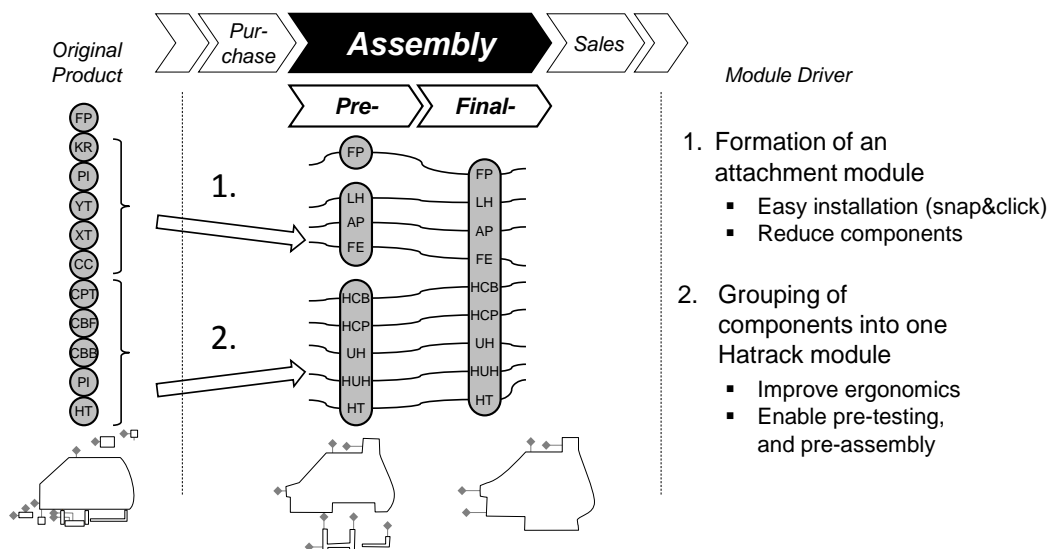 Original
Product
Pur-
chase
Assembly
Sales
Module Driver
Pre-
Final-
FP
KR
PI
YT
XT
CC
CPT
CBF
CBB
PI
HT
1.
2.
FP
LH
AP
FE
HCB
HCP
UH
HUH
HT
FP
LH
AP
FE
HCB
HCP
UH
HUH
HT
1. Formation of an
attachment module
▪ Easy installation (snap&click)
▪ Reduce components
2. Grouping of
components into one
Hatrack module
▪ Improve ergonomics
▪ Enable pre-testing,
and pre-assembly